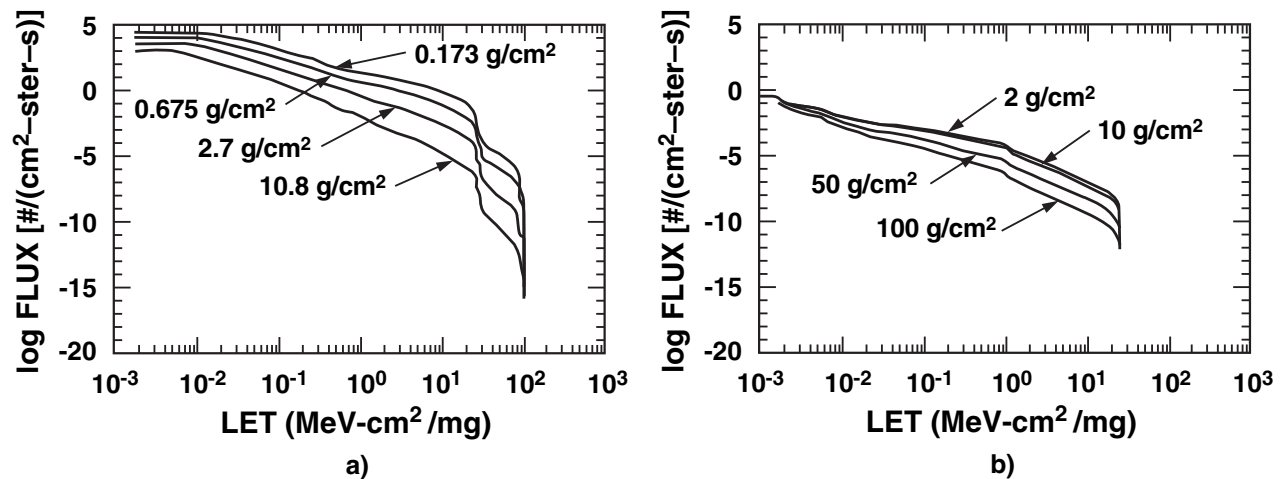 log FLUX [#/(cm²–ster–s)]
5
0
-5
-10
-15
-20
0.173 g/cm²
0.675 g/cm²
2.7 g/cm²
10.8 g/cm²
10⁻³ 10⁻² 10⁻¹ 10⁰ 10¹ 10² 10³
LET (MeV-cm²/mg)
a)
log FLUX [#/(cm²–ster–s)]
5
0
-5
-10
-15
-20
2 g/cm²
10 g/cm²
50 g/cm²
100 g/cm²
10⁻³ 10⁻² 10⁻¹ 10⁰ 10¹ 10² 10³
LET (MeV-cm²/mg)
b)